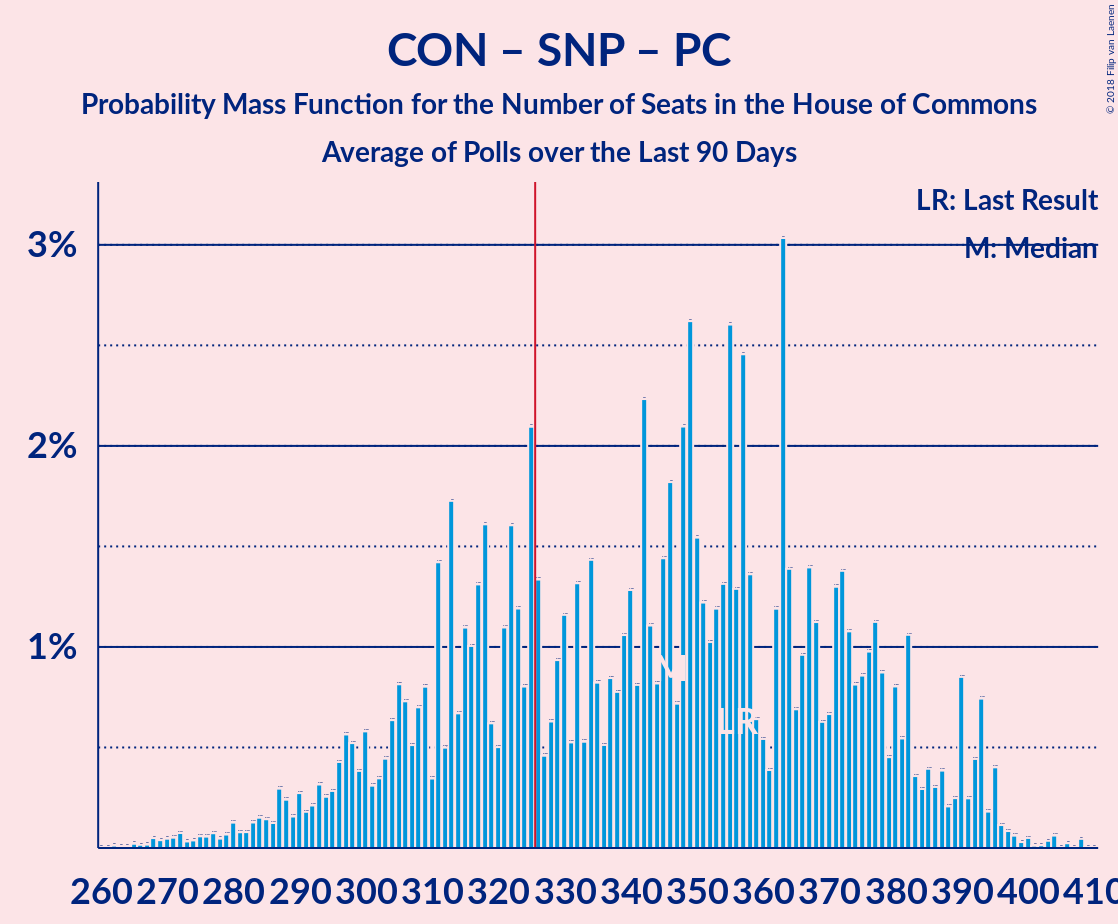 CON – SNP – PC
Probability Mass Function for the Number of Seats in the House of Commons
Average of Polls over the Last 90 Days
© 2018 Filip van Laenen
LR: Last Result
M: Median
3%
2%
1%
M
LR
260 270 280 290 300 310 320 330 340 350 360 370 380 390 400 410